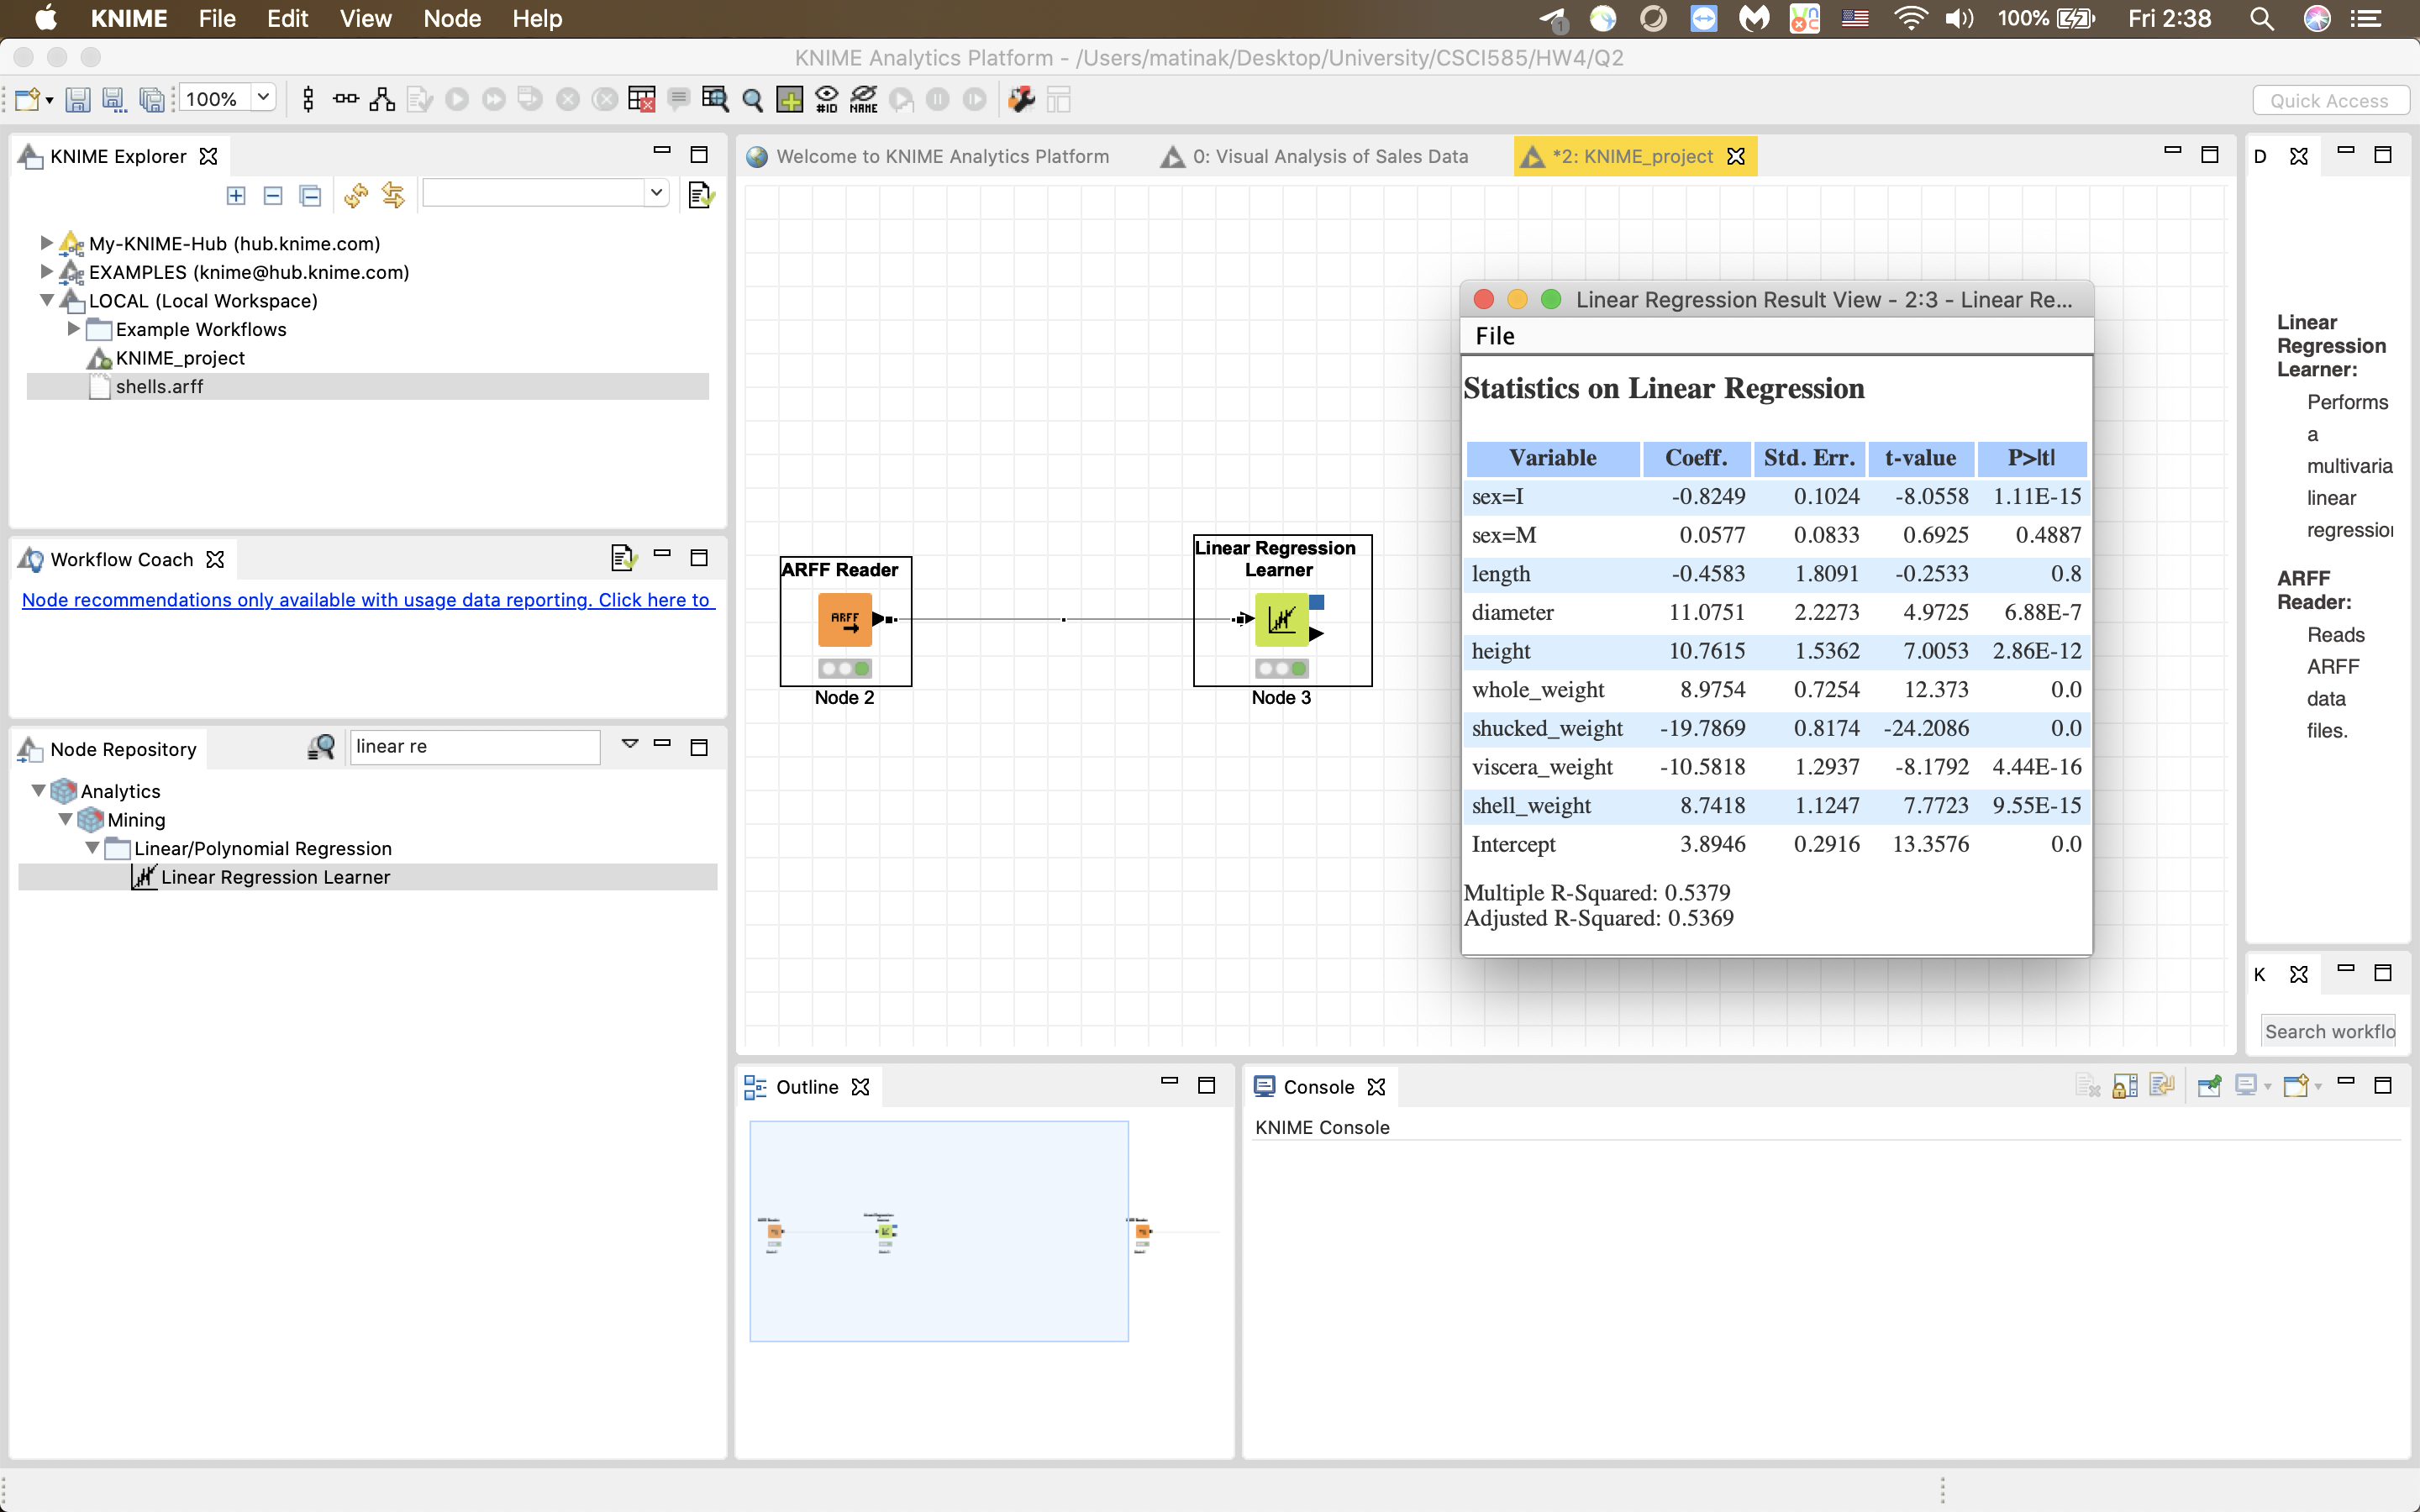 KNIME File Edit View Node Help 1 100% Fri 2:38
KNIME Analytics Platform - /Users/matinak/Desktop/University/CSCI585/HW4/Q2
100% #ID NAME Quick Access
KNIME Explorer
My-KNIME-Hub (hub.knime.com)
EXAMPLES (knime@hub.knime.com)
LOCAL (Local Workspace)
Example Workflows
KNIME_project
shells.arff
Workflow Coach
Node recommendations only available with usage data reporting. Click here to
Node Repository linear re
Analytics
Mining
Linear/Polynomial Regression
Linear Regression Learner
Welcome to KNIME Analytics Platform 0: Visual Analysis of Sales Data *2: KNIME_project
ARFF Reader
ARFF
Node 2
Linear Regression
Learner
Node 3
Linear Regression Result View - 2:3 - Linear Re...
File
Statistics on Linear Regression
Variable Coeff. Std. Err. t-value P>|t|
sex=I -0.8249 0.1024 -8.0558 1.11E-15
sex=M 0.0577 0.0833 0.6925 0.4887
length -0.4583 1.8091 -0.2533 0.8
diameter 11.0751 2.2273 4.9725 6.88E-7
height 10.7615 1.5362 7.0053 2.86E-12
whole_weight 8.9754 0.7254 12.373 0.0
shucked_weight -19.7869 0.8174 -24.2086 0.0
viscera_weight -10.5818 1.2937 -8.1792 4.44E-16
shell_weight 8.7418 1.1247 7.7723 9.55E-15
Intercept 3.8946 0.2916 13.3576 0.0
Multiple R-Squared: 0.5379
Adjusted R-Squared: 0.5369
D
Linear
Regression
Learner:
Performs
a
multivaria
linear
regression
ARFF
Reader:
Reads
ARFF
data
files.
K
Search workflo
Outline
Console
KNIME Console